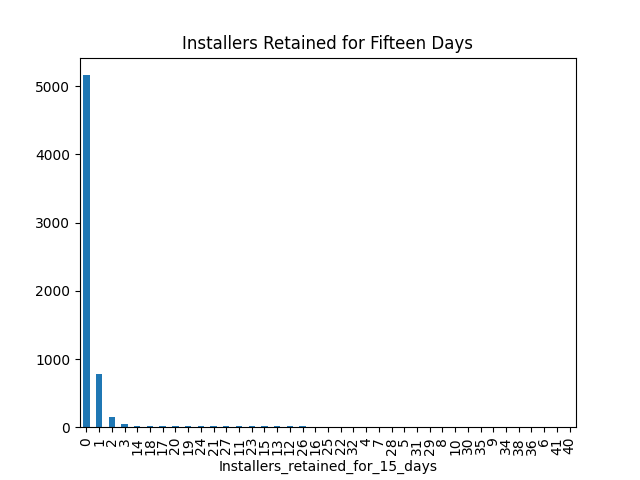 Installers Retained for Fifteen Days
5000
4000
3000
2000
1000
0
0 1 2 3 14 18 17 20 19 24 21 27 11 23 15 13 12 26 16 25 22 32 4 7 28 5 31 29 8 10 30 35 9 34 38 36 6 41 40
Installers_retained_for_15_days